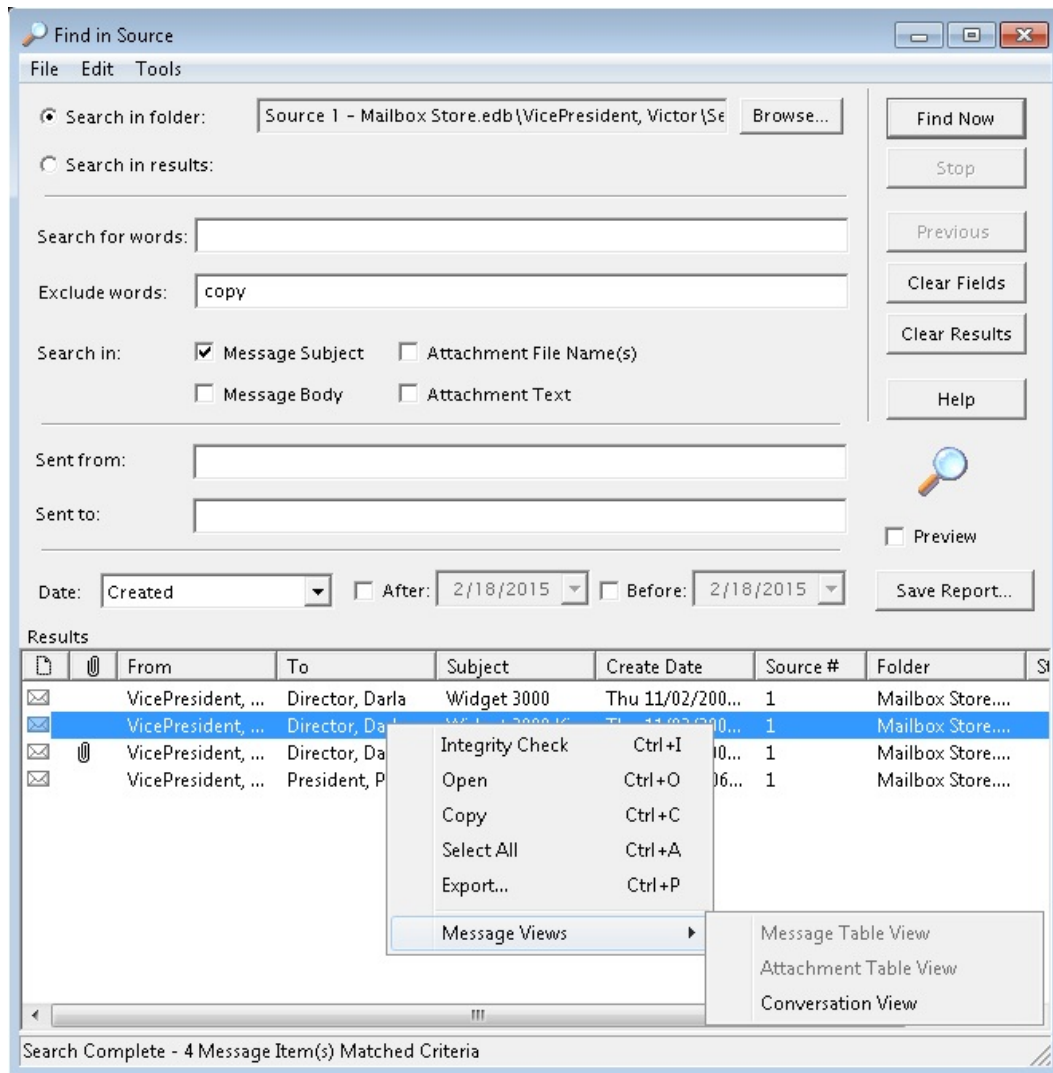 Find in Source
File Edit Tools
Search in folder: Source 1 - Mailbox Store.edb\VicePresident, Victor\Se Browse... Find Now
Search in results: Stop
Search for words: Previous
Exclude words: copy Clear Fields
Clear Results
Search in: Message Subject Attachment File Name(s)
Message Body Attachment Text Help
Sent from:
Sent to:
Preview
Date: Created After: 2/18/2015 Before: 2/18/2015 Save Report...
Results
From To Subject Create Date Source # Folder St
VicePresident, ... Director, Darla Widget 3000 Thu 11/02/200... 1 Mailbox Store....
VicePresident, ... Director, 1 Mailbox Store....
VicePresident, ... Director, Da 00... 1 Mailbox Store....
VicePresident, ... President, P 06... 1 Mailbox Store....
Integrity Check Ctrl+I
Open Ctrl+O
Copy Ctrl+C
Select All Ctrl+A
Export... Ctrl+P
Message Views
Message Table View
Attachment Table View
Conversation View
Search Complete - 4 Message Item(s) Matched Criteria